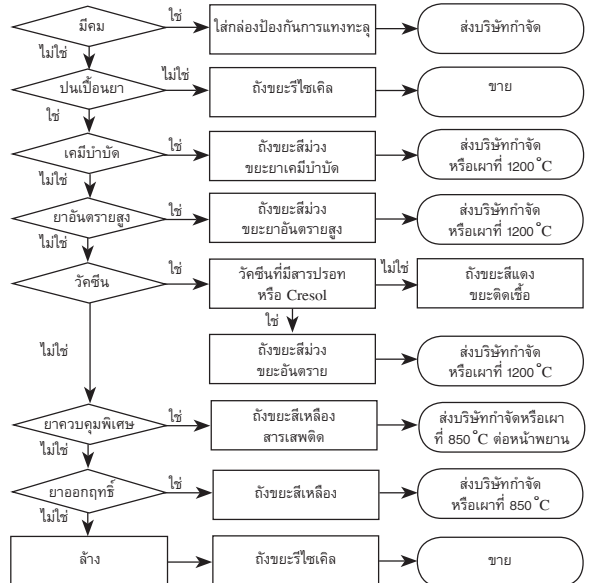 มีคม
ใช่
ใส่กล่องป้องกันการแทงทะลุ
ส่งบริษัทกำจัด
ไม่ใช่
ปนเปื้อนยา
ไม่ใช่
ถังขยะรีไซเคิล
ขาย
ใช่
เคมีบำบัด
ใช่
ถังขยะสีม่วง
ขยะยาเคมีบำบัด
ส่งบริษัทกำจัด
หรือเผาที่ 1200 °C
ไม่ใช่
ยาอันตรายสูง
ใช่
ถังขยะสีม่วง
ขยะยาอันตรายสูง
ส่งบริษัทกำจัด
หรือเผาที่ 1200 °C
ไม่ใช่
วัคซีน
ใช่
วัคซีนที่มีสารปรอท
หรือ Cresol
ไม่ใช่
ถังขยะสีแดง
ขยะติดเชื้อ
ใช่
ไม่ใช่
ถังขยะสีม่วง
ขยะอันตราย
ส่งบริษัทกำจัด
หรือเผาที่ 1200 °C
ยาควบคุมพิเศษ
ใช่
ถังขยะสีเหลือง
สารเสพติด
ส่งบริษัทกำจัดหรือเผา
ที่ 850 °C ต่อหน้าพยาน
ไม่ใช่
ยาออกฤทธิ์
ใช่
ถังขยะสีเหลือง
ส่งบริษัทกำจัด
หรือเผาที่ 850 °C
ไม่ใช่
ล้าง
ถังขยะรีไซเคิล
ขาย